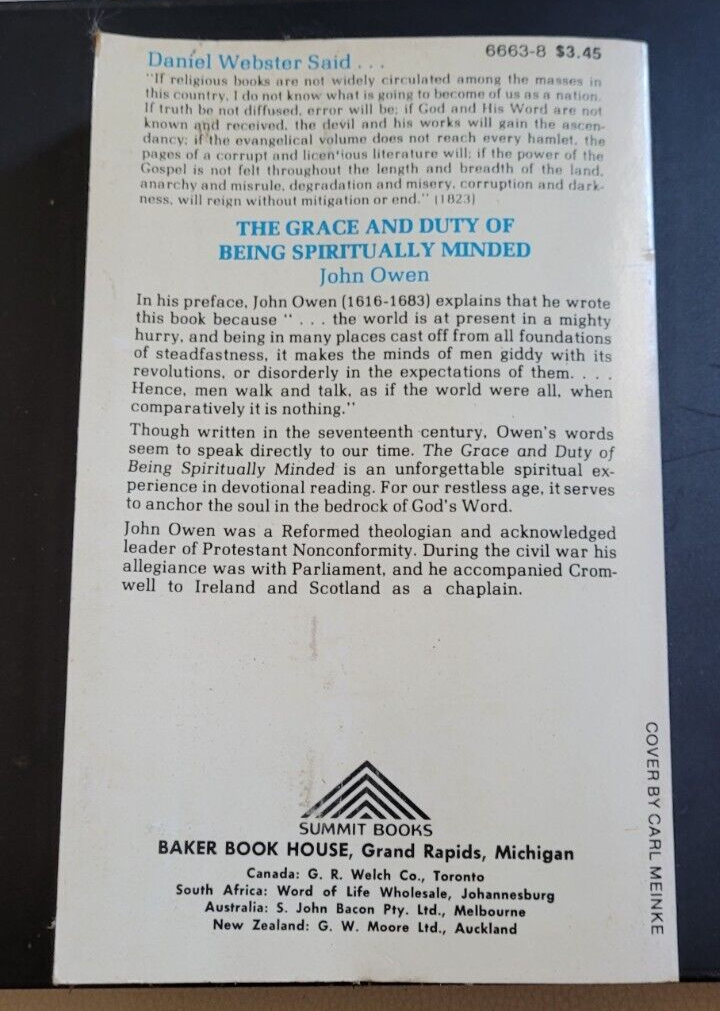 6663-8 $3.45
Daniel Webster Said . . .
"If religious books are not widely circulated among the masses in
this country, I do not know what is going to become of us as a nation.
If truth be not diffused, error will be; if God and His Word are not
known and received, the devil and his works will gain the ascen-
dancy; if the evangelical volume does not reach every hamlet, the
pages of a corrupt and licentious literature will; if the power of the
Gospel is not felt throughout the length and breadth of the land,
anarchy and misrule, degradation and misery, corruption and dark-
ness, will reign without mitigation or end." (1823)
THE GRACE AND DUTY OF
BEING SPIRITUALLY MINDED
John Owen
In his preface, John Owen (1616-1683) explains that he wrote
this book because " . . . the world is at present in a mighty
hurry, and being in many places cast off from all foundations
of steadfastness, it makes the minds of men giddy with its
revolutions, or disorderly in the expectations of them. . . .
Hence, men walk and talk, as if the world were all, when
comparatively it is nothing."
Though written in the seventeenth century, Owen's words
seem to speak directly to our time. The Grace and Duty of
Being Spiritually Minded is an unforgettable spiritual ex-
perience in devotional reading. For our restless age, it serves
to anchor the soul in the bedrock of God's Word.
John Owen was a Reformed theologian and acknowledged
leader of Protestant Nonconformity. During the civil war his
allegiance was with Parliament, and he accompanied Crom-
well to Ireland and Scotland as a chaplain.
SUMMIT BOOKS
BAKER BOOK HOUSE, Grand Rapids, Michigan
Canada: G. R. Welch Co., Toronto
South Africa: Word of Life Wholesale, Johannesburg
Australia: S. John Bacon Pty. Ltd., Melbourne
New Zealand: G. W. Moore Ltd., Auckland
COVER BY CARL MEINKE